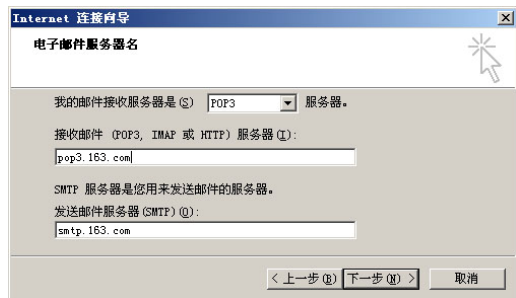 Internet 连接向导
电子邮件服务器名
我的邮件接收服务器是(S) POP3 服务器。
接收邮件 (POP3, IMAP 或 HTTP) 服务器(I):
pop3.163.com
SMTP 服务器是您用来发送邮件的服务器。
发送邮件服务器(SMTP)(O):
smtp.163.com
< 上一步(B) 下一步(N) > 取消